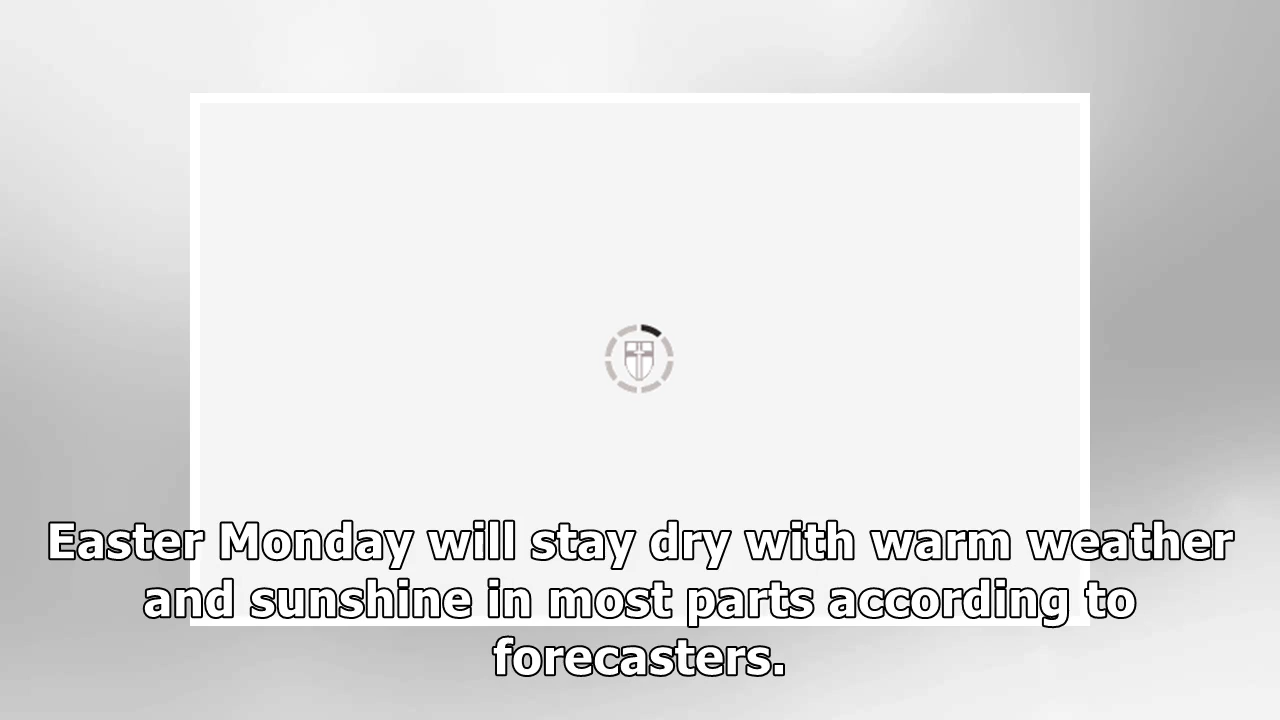 Easter Monday will stay dry with warm weather
and sunshine in most parts according to
forecasters.